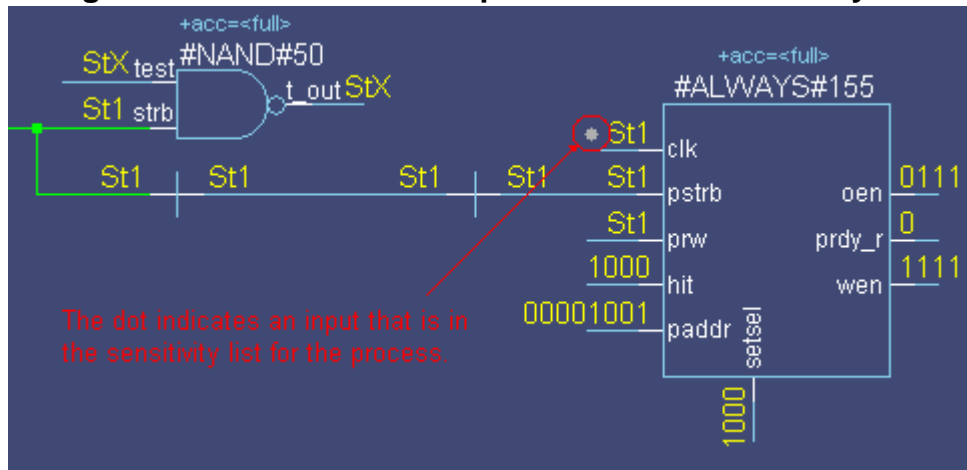 +acc=<full>
#NAND#50
StX test
t_out StX
St1 strb
+acc=<full>
#ALWAYS#155
St1 clk
St1 St1 St1 St1 St1 pstrb
oen 0111
St1 prw
prdy_r 0
1000 hit
wen 1111
00001001 paddr
setsel
1000
The dot indicates an input that is in
the sensitivity list for the process.